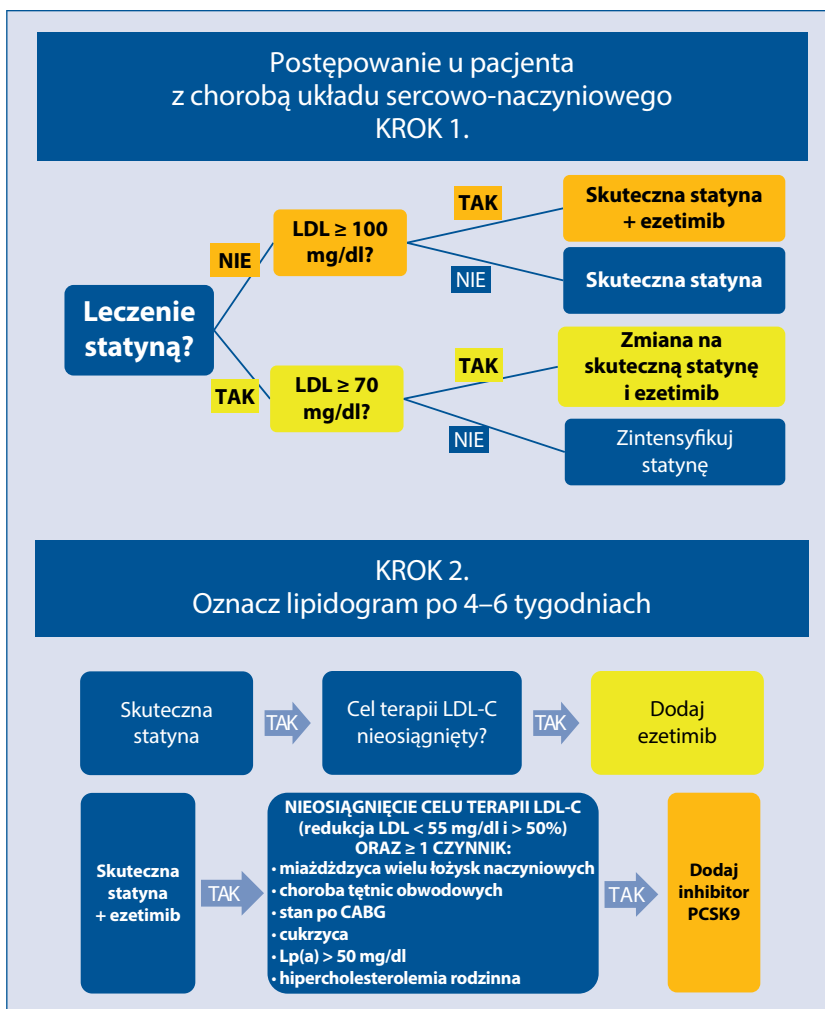 Postępowanie u pacjenta
z chorobą układu sercowo-naczyniowego
KROK 1.
Leczenie
statyną?
NIE
LDL ≥ 100
mg/dl?
TAK
Skuteczna statyna
+ ezetimib
NIE
Skuteczna statyna
TAK
LDL ≥ 70
mg/dl?
TAK
Zmiana na
skuteczną statynę
i ezetimib
NIE
Zintensyfikuj
statynę
KROK 2.
Oznacz lipidogram po 4–6 tygodniach
Skuteczna
statyna
TAK
Cel terapii LDL-C
nieosiągnięty?
TAK
Dodaj
ezetimib
Skuteczna
statyna
+ ezetimib
TAK
NIEOSIĄGNIĘCIE CELU TERAPII LDL-C
(redukcja LDL < 55 mg/dl i > 50%)
ORAZ ≥ 1 CZYNNIK:
• miażdżdzyca wielu łożysk naczyniowych
• choroba tętnic obwodowych
• stan po CABG
• cukrzyca
• Lp(a) > 50 mg/dl
• hipercholesterolemia rodzinna
TAK
Dodaj
inhibitor
PCSK9